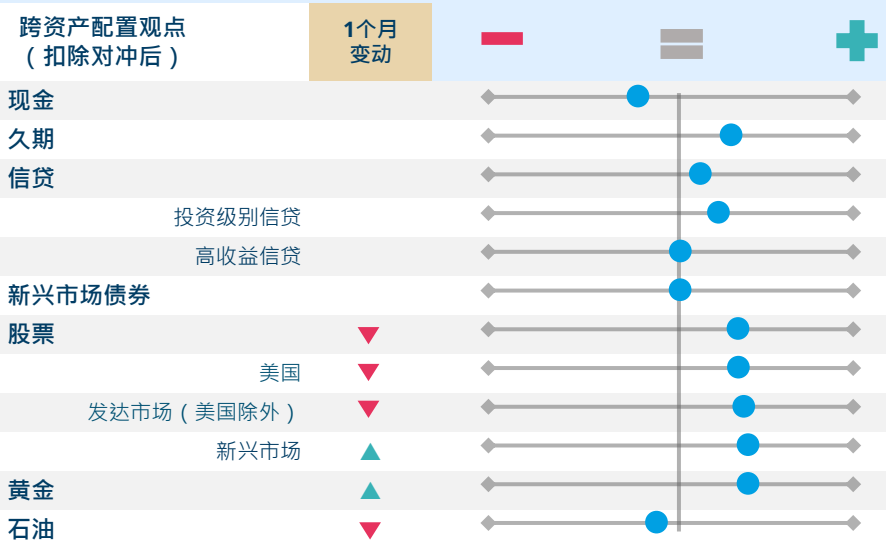 跨资产配置观点
（扣除对冲后）
1个月
变动
现金
久期
信贷
投资级别信贷
高收益信贷
新兴市场债券
股票
美国
发达市场（美国除外）
新兴市场
黄金
石油